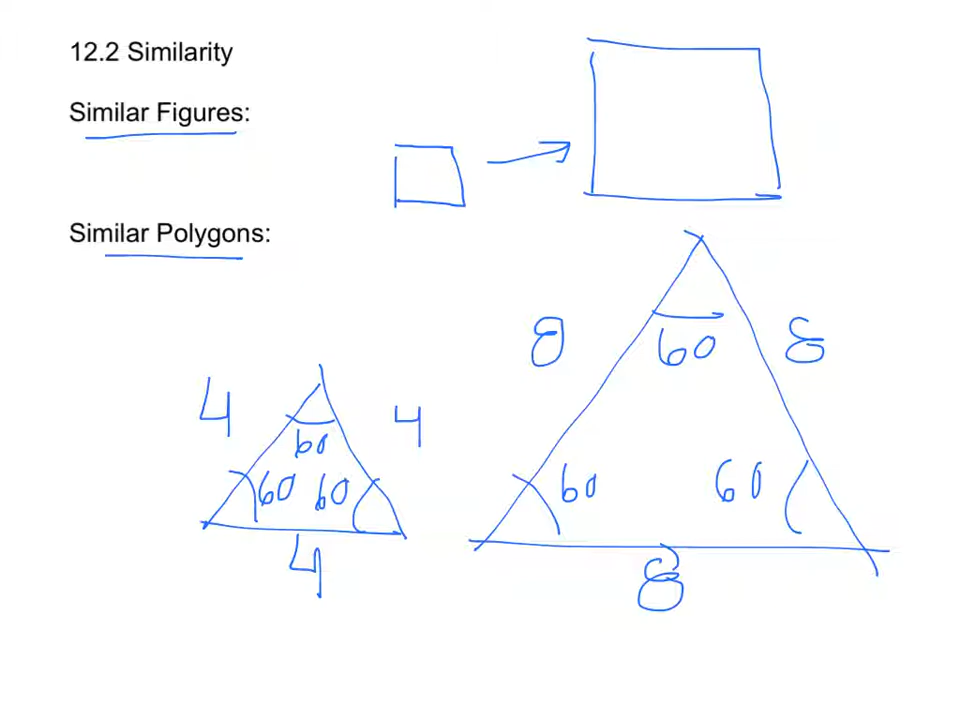 12.2 Similarity
Similar Figures:
Similar Polygons:
8 60 8
4 60 4
60 60 60 60
4 8